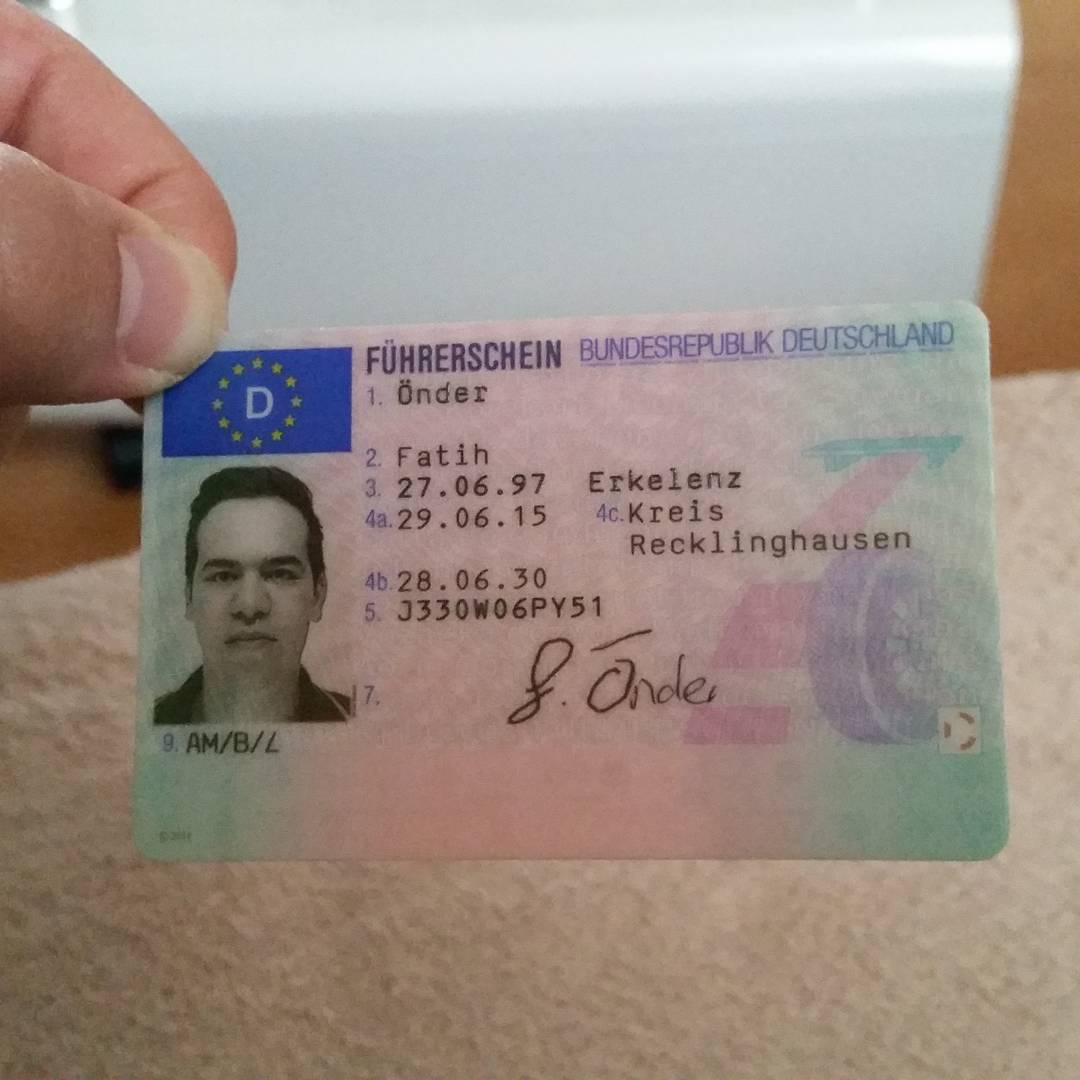 D
FÜHRERSCHEIN BUNDESREPUBLIK DEUTSCHLAND
1. Önder
2. Fatih
3. 27.06.97 Erkelenz
4a. 29.06.15 4c. Kreis
Recklinghausen
4b. 28.06.30
5. J330W06PY51
7. F. Önder
9. AM/B/L